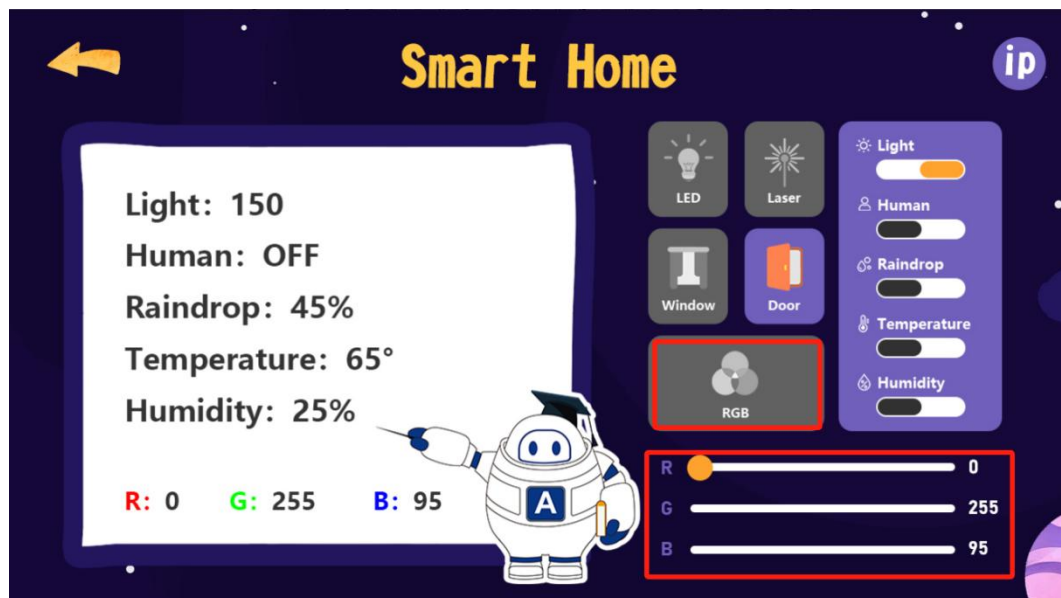 Smart Home
ip
Light: 150
Human: OFF
Raindrop: 45%
Temperature: 65°
Humidity: 25%
R: 0 G: 255 B: 95
A
LED
Laser
Window
Door
RGB
Light
Human
Raindrop
Temperature
Humidity
R 0
G 255
B 95